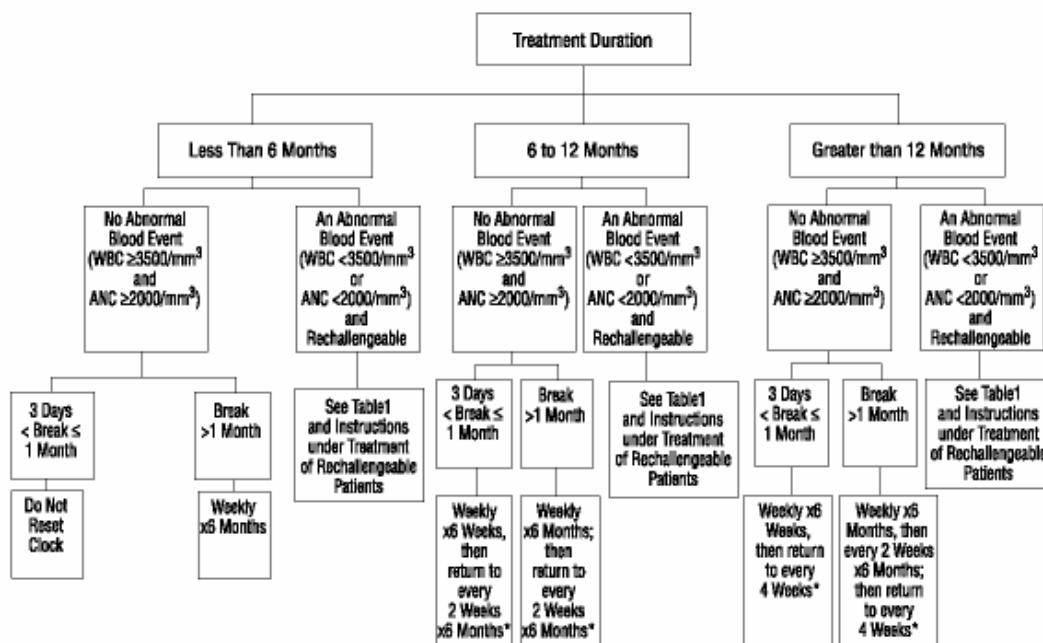 Treatment Duration
Less Than 6 Months
6 to 12 Months
Greater than 12 Months
No Abnormal
Blood Event
(WBC ≥3500/mm³
and
ANC ≥2000/mm³)
An Abnormal
Blood Event
(WBC <3500/mm³
or
ANC <2000/mm³)
and
Rechallengeable
No Abnormal
Blood Event
(WBC ≥3500/mm³
and
ANC ≥2000/mm³)
An Abnormal
Blood Event
(WBC <3500/mm³
or
ANC <2000/mm³)
and
Rechallengeable
No Abnormal
Blood Event
(WBC ≥3500/mm³
and
ANC ≥2000/mm³)
An Abnormal
Blood Event
(WBC <3500/mm³
or
ANC <2000/mm³)
and
Rechallengeable
3 Days
< Break ≤
1 Month
Break
>1 Month
See Table1
and Instructions
under Treatment
of Rechallengeable
Patients
3 Days
< Break ≤
1 Month
Break
>1 Month
See Table1
and Instructions
under Treatment
of Rechallengeable
Patients
3 Days
< Break ≤
1 Month
Break
>1 Month
See Table1
and Instructions
under Treatment
of Rechallengeable
Patients
Do Not
Reset
Clock
Weekly
x6 Months
Weekly
x6 Weeks,
then
return to
every
2 Weeks
x6 Months*
Weekly
x6 Months;
then
return to
every
2 Weeks
x6 Months*
Weekly x6
Weeks,
then return
to every
4 Weeks*
Weekly x6
Months, then
every 2 Weeks
x6 Months;
then return
to every
4 Weeks*